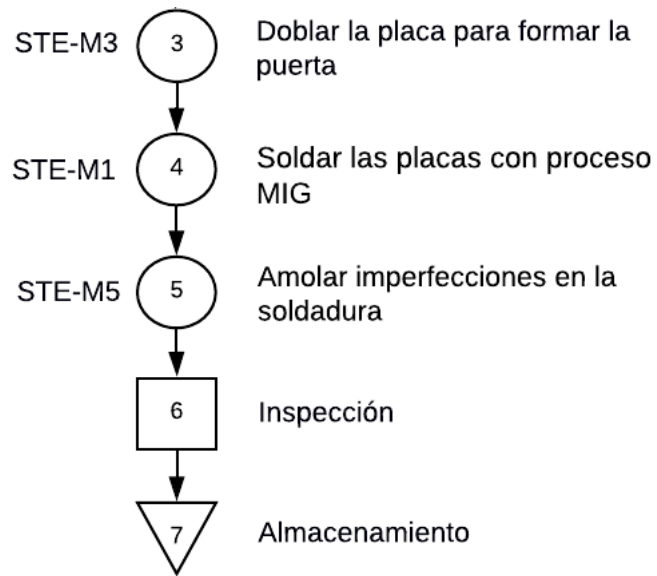 STE-M3
3
Doblar la placa para formar la
puerta
STE-M1
4
Soldar las placas con proceso
MIG
STE-M5
5
Amolar imperfecciones en la
soldadura
6
Inspección
7
Almacenamiento